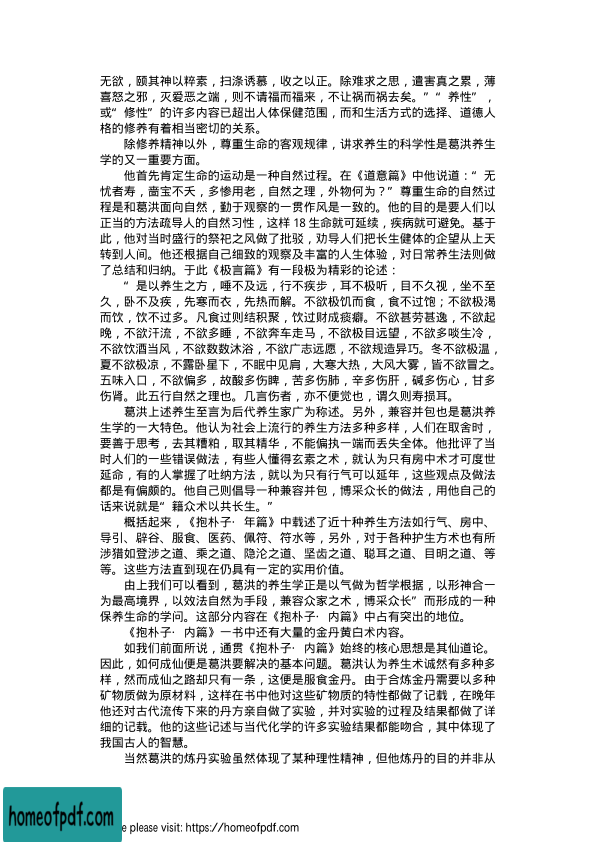 无欲，颐其神以粹素，扫涤诱慕，收之以正。除难求之思，遣害真之累，薄
喜怒之邪，灭爱恶之端，则不请福而福来，不让祸而祸去矣。”“养性”，
或“修性”的许多内容已超出人体保健范围，而和生活方式的选择、道德人
格的修养有着相当密切的关系。
除修养精神以外，尊重生命的客观规律，讲求养生的科学性是葛洪养生
学的又一重要方面。
他首先肯定生命的运动是一种自然过程。在《道意篇》中他说道：“无
忧者寿，啬宝不夭，多惨用老，自然之理，外物何为？”尊重生命的自然过
程是和葛洪面向自然，勤于观察的一贯作风是一致的。他的目的是要人们以
正当的方法疏导人的自然习性，这样 18 生命就可延续，疾病就可避免。基于
此，他对当时盛行的祭祀之风做了批驳，劝导人们把长生健体的企望从上天
转到人间。他还根据自己细致的观察及丰富的人生体验，对日常养生法则做
了总结和归纳。于此《极言篇》有一段极为精彩的论述：
“是以养生之方，唾不及远，行不疾步，耳不极听，目不久视，坐不至
久，卧不及疾，先寒而衣，先热而解。不欲极饥而食，食不过饱；不欲极渴
而饮，饮不过多。凡食过则结积聚，饮过财成痰癖。不欲甚劳甚逸，不欲起
晚，不欲汗流，不欲多睡，不欲奔车走马，不欲极目远望，不欲多啖生冷，
不欲饮酒当风，不欲数数沐浴，不欲广志远愿，不欲规造异巧。冬不欲极温，
夏不欲极凉，不露卧星下，不眠中见肩，大寒大热，大风大雾，皆不欲冒之。
五味入口，不欲偏多，故酸多伤脾，苦多伤肺，辛多伤肝，碱多伤心，甘多
伤肾。此五行自然之理也。几言伤者，亦不便觉也，谓久则寿损耳。
葛洪上述养生至言为后代养生家广为称述。另外，兼容并包也是葛洪养
生学的一大特色。他认为社会上流行的养生方法多种多样，人们在取舍时，
要善于思考，去其糟粕，取其精华，不能偏执一端而丢失全体。他批评了当
时人们的一些错误做法，有些人懂得玄素之术，就认为只有房中术才可度世
延命，有的人掌握了吐纳方法，就以为只有行气可以延年，这些观点及做法
都是有偏颇的。他自己则倡导一种兼容并包，博采众长的做法，用他自己的
话来说就是“籍众术以共长生。”
概括起来，《抱朴子·年篇》中载述了近十种养生方法如行气、房中、
导引、辟谷、服食、医药、佩符、符水等，另外，对于各种护生方术也有所
涉猎如登涉之道、乘之道、隐沦之道、坚齿之道、聪耳之道、目明之道、等
等。这些方法直到现在仍具有一定的实用价值。
由上我们可以看到，葛洪的养生学正是以气做为哲学根据，以形神合一
为最高境界，以效法自然为手段，兼容众家之术，博采众长”而形成的一种
保养生命的学问。这部分内容在《抱朴子·内篇》中占有突出的地位。
《抱朴子·内篇》一书中还有大量的金丹黄白术内容。
如我们前面所说，通贯《抱朴子·内篇》始终的核心思想是其仙道论。
因此，如何成仙便是葛洪要解决的基本问题。葛洪认为养生术诚然有多种多
样，然而成仙之路却只有一条，这便是服食金丹。由于合炼金丹需要以多种
矿物质做为原材料，这样在书中他对这些矿物质的特性都做了记载，在晚年
他还对古代流传下来的丹方亲自做了实验，并对实验的过程及结果都做了详
细的记载。他的这些记述与当代化学的许多实验结果都能吻合，其中体现了
我国古人的智慧。
当然葛洪的炼丹实验虽然体现了某种理性精神，但他炼丹的目的并非从
homeofpdf.com
e please visit: https://homeofpdf.com